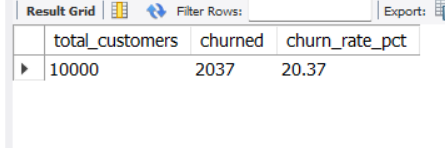 Result Grid Filter Rows: Export:
total_customers churned churn_rate_pct
10000 2037 20.37